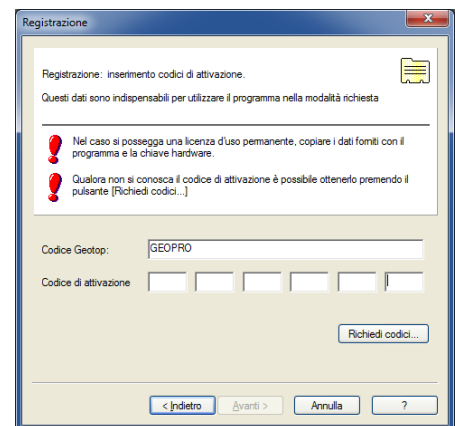 Registrazione
Registrazione: inserimento codici di attivazione.
Questi dati sono indispensabili per utilizzare il programma nella modalità richiesta
Nel caso si possegga una licenza d'uso permanente, copiare i dati forniti con il
programma e la chiave hardware.
Qualora non si conosca il codice di attivazione è possibile ottenerlo premendo il
pulsante [Richiedi codici...]
Codice Geotop: GEOPRO
Codice di attivazione
Richiedi codici...
< Indietro Avanti > Annulla ?